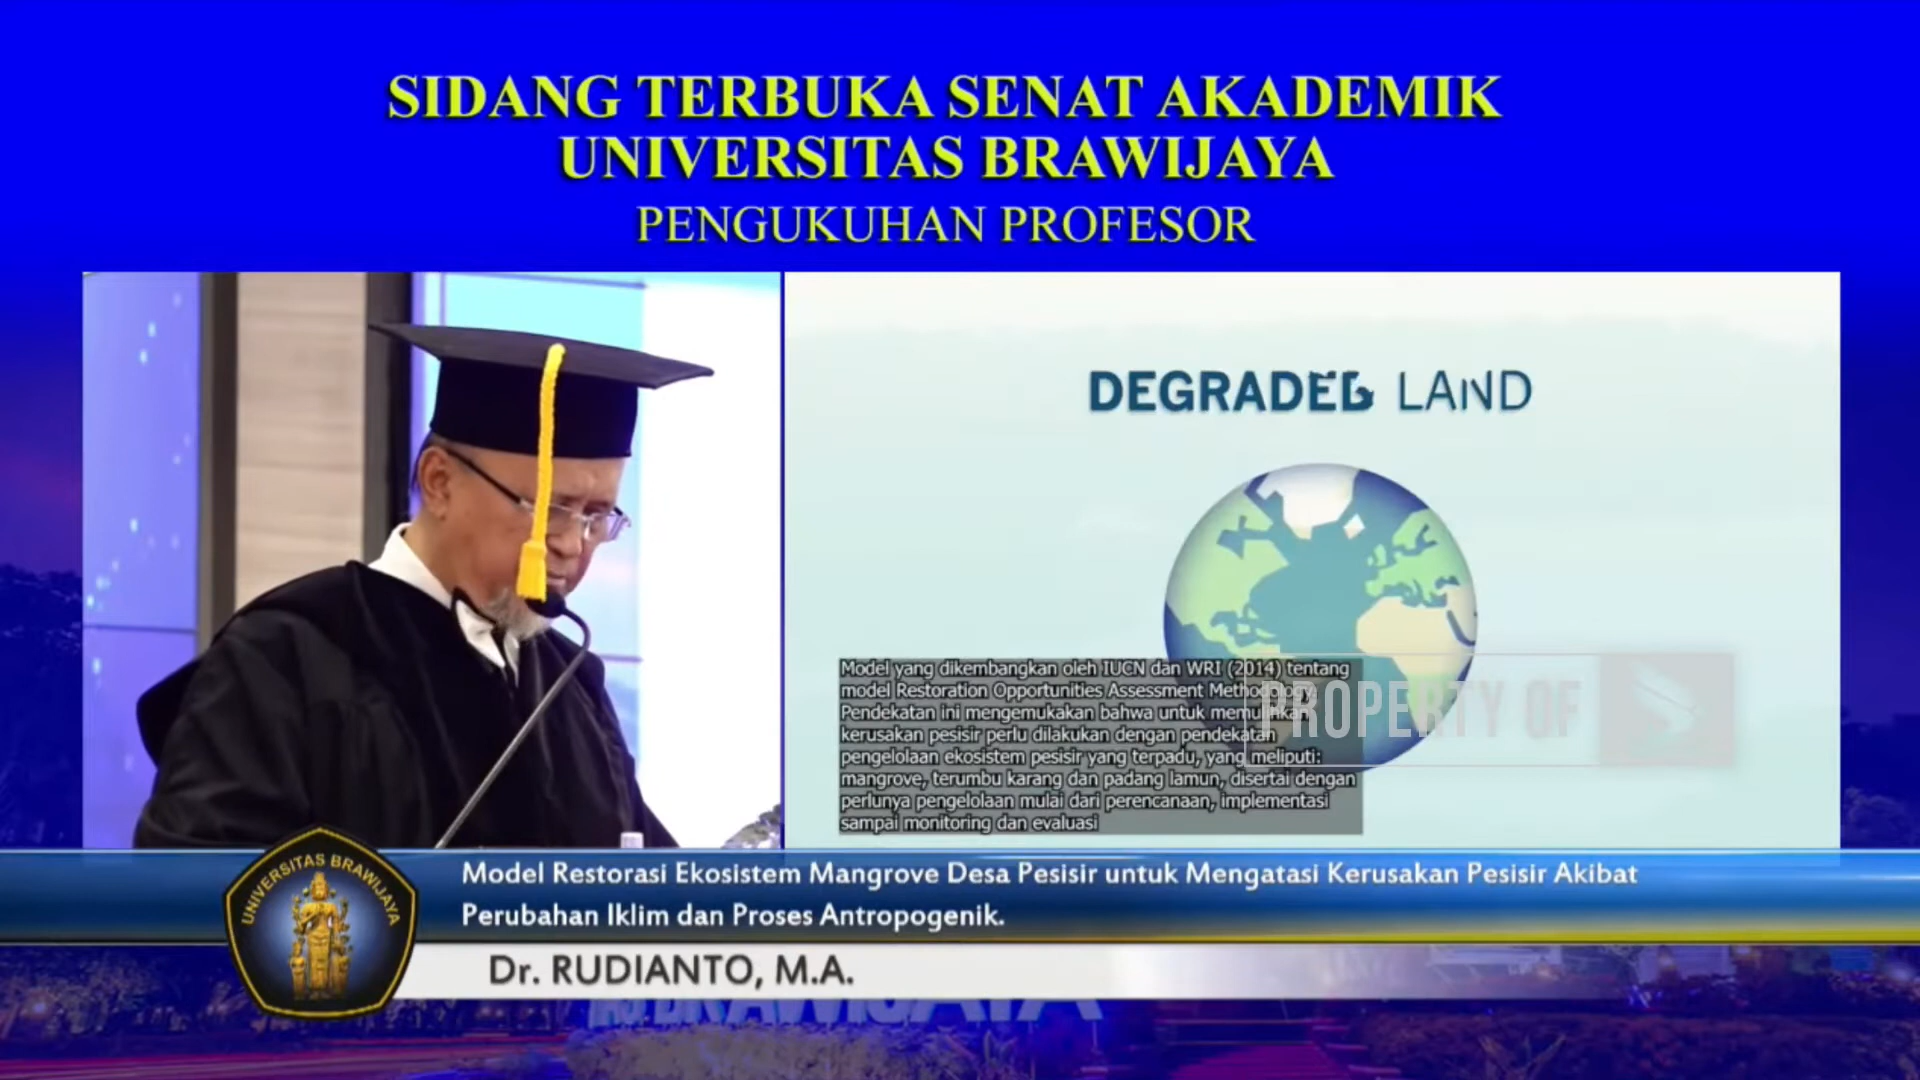 SIDANG TERBUKA SENAT AKADEMIK
UNIVERSITAS BRAWIJAYA
PENGUKUHAN PROFESOR
DEGRADED LAND
Model yang dikembangkan oleh IUCN dan WRI (2014) tentang
model Restoration Opportunities Assessment Methodology.
Pendekatan ini mengemukakan bahwa untuk memulihkan
kerusakan pesisir perlu dilakukan dengan pendekatan
pengelolaan ekosistem pesisir yang terpadu, yang meliputi:
mangrove, terumbu karang dan padang lamun, disertai dengan
perlunya pengelolaan mulai dari perencanaan, implementasi
sampai monitoring dan evaluasi
PROPERTY OF
UNIVERSITAS BRAWIJAYA
Model Restorasi Ekosistem Mangrove Desa Pesisir untuk Mengatasi Kerusakan Pesisir Akibat
Perubahan Iklim dan Proses Antropogenik.
Dr. RUDIANTO, M.A.
BRAWIJAYA